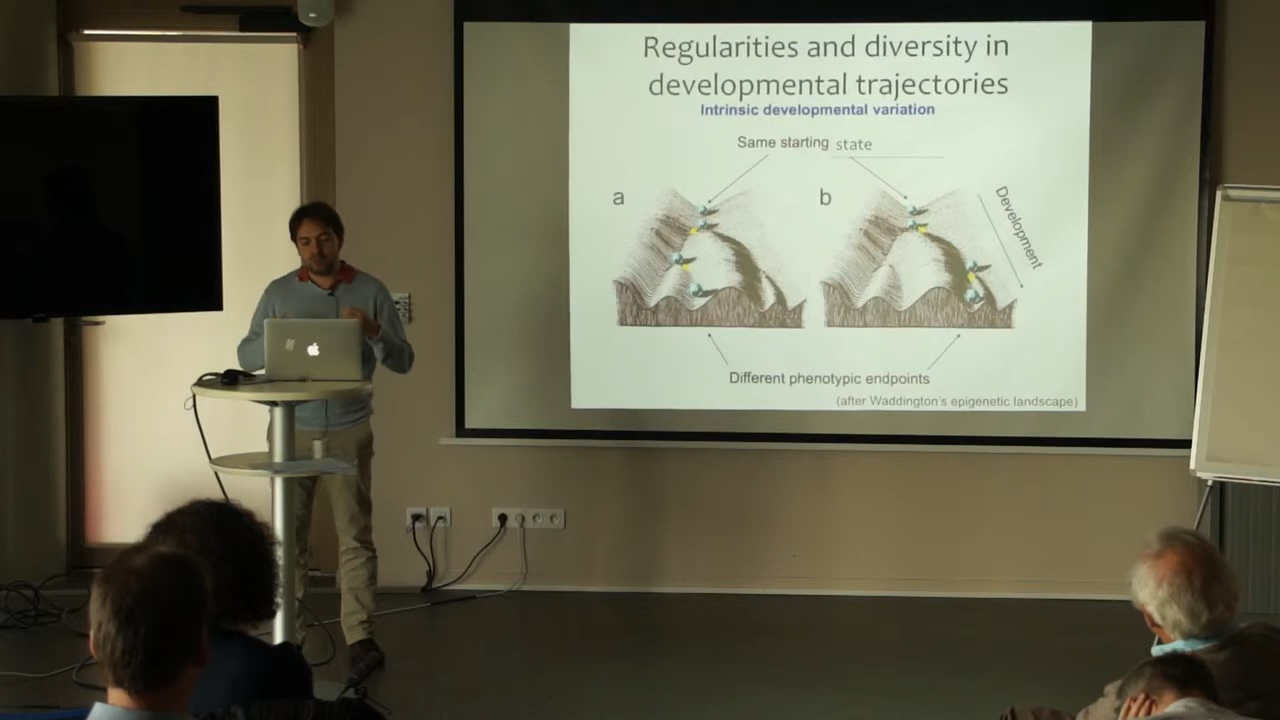 Regularities and diversity in
developmental trajectories
Intrinsic developmental variation
Same starting state
a
b
Development
Different phenotypic endpoints
(after Waddington's epigenetic landscape)